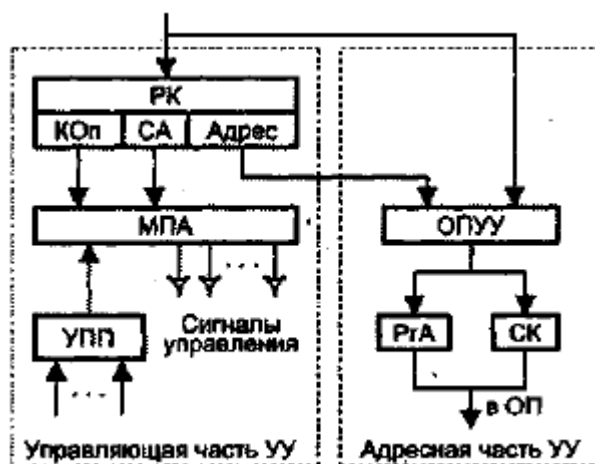 РК
КОп СА Адрес
МПА
ОПУУ
...
УПП
Сигналы
управления
РгА
СК
...
в ОП
Управляющая часть УУ
Адресная часть УУ